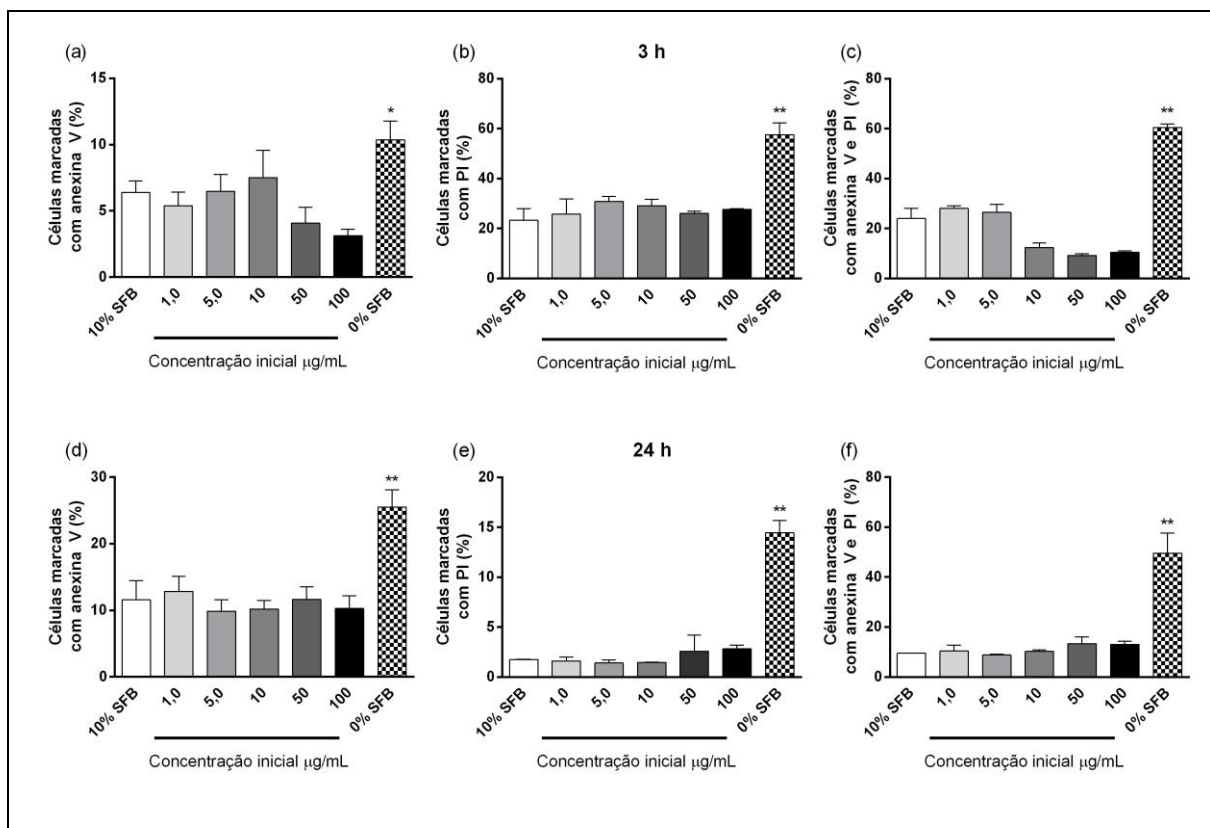 (a)
Células marcadas
com anexina V (%)
15
10
5
0
*
10% SFB
1,0
5,0
10
50
100
0% SFB
Concentração inicial μg/mL
(b)
3 h
Células marcadas
com PI (%)
80
60
40
20
0
**
10% SFB
1,0
5,0
10
50
100
0% SFB
Concentração inicial μg/mL
(c)
Células marcadas
com anexina V e PI (%)
80
60
40
20
0
**
10% SFB
1,0
5,0
10
50
100
0% SFB
Concentração inicial μg/mL
(d)
Células marcadas
com anexina V (%)
30
20
10
0
**
10% SFB
1,0
5,0
10
50
100
0% SFB
Concentração inicial μg/mL
(e)
24 h
Células marcadas
com PI (%)
20
15
10
5
0
**
10% SFB
1,0
5,0
10
50
100
0% SFB
Concentração inicial μg/mL
(f)
Células marcadas
com anexina V e PI (%)
80
60
40
20
0
**
10% SFB
1,0
5,0
10
50
100
0% SFB
Concentração inicial μg/mL